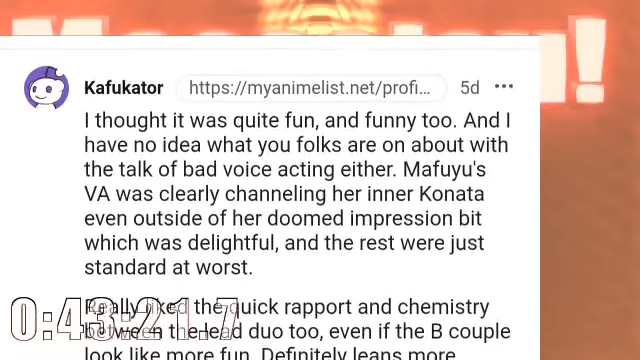 Kafukator https://myanimelist.net/profi... 5d ...
I thought it was quite fun, and funny too. And I
have no idea what you folks are on about with
the talk of bad voice acting either. Mafuyu's
VA was clearly channeling her inner Konata
even outside of her doomed impression bit
which was delightful, and the rest were just
standard at worst.
Really liked the quick rapport and chemistry
between the lead duo too, even if the B couple
look like more fun. Definitely leans more
0:43:21.7